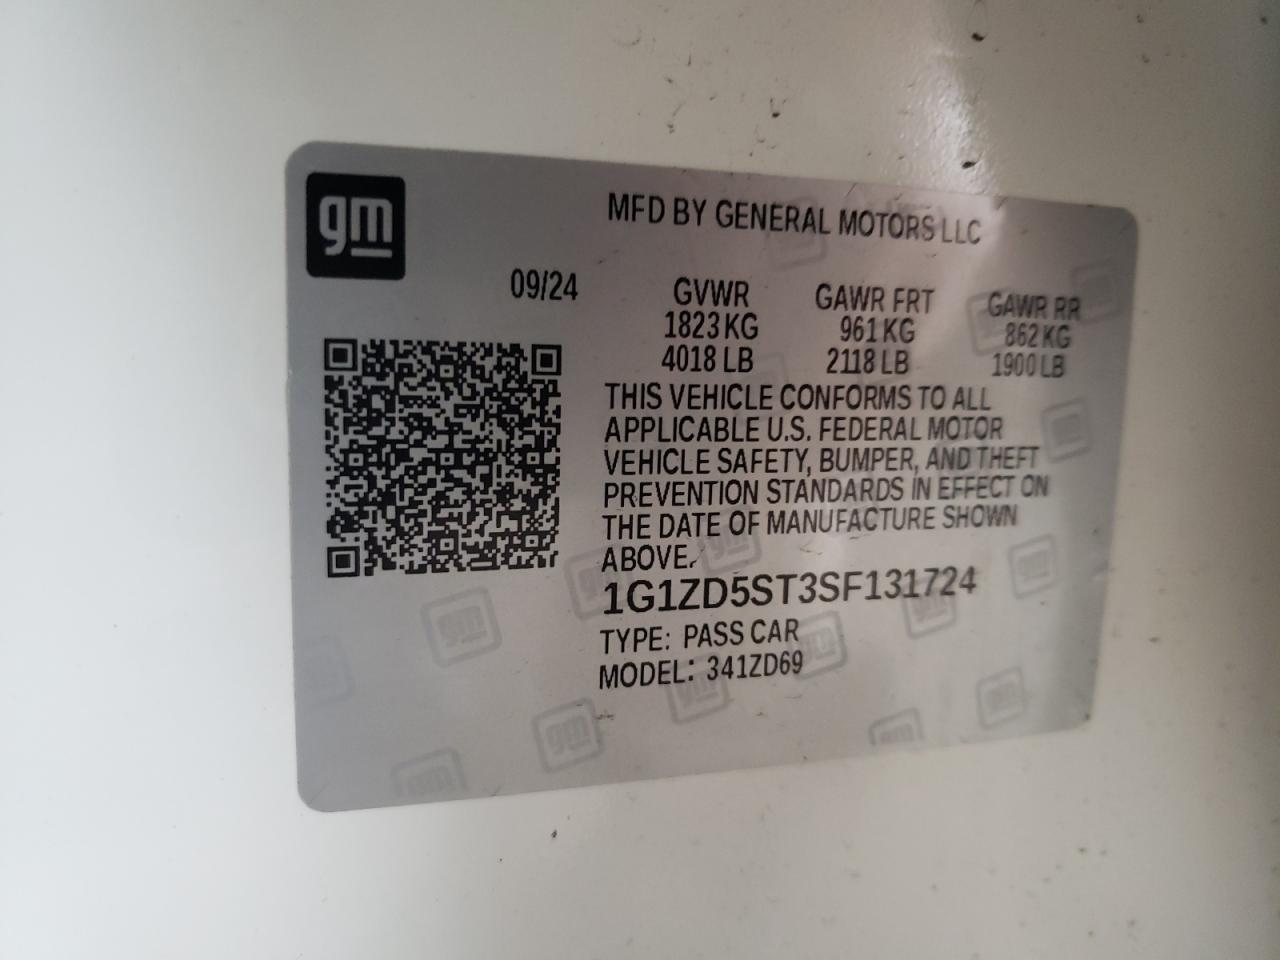 gm
MFD BY GENERAL MOTORS LLC
09/24
GVWR GAWR FRT GAWR RR
1823 KG 961 KG 862 KG
4018 LB 2118 LB 1900 LB
THIS VEHICLE CONFORMS TO ALL
APPLICABLE U.S. FEDERAL MOTOR
VEHICLE SAFETY, BUMPER, AND THEFT
PREVENTION STANDARDS IN EFFECT ON
THE DATE OF MANUFACTURE SHOWN
ABOVE.
1G1ZD5ST3SF131724
TYPE: PASS CAR
MODEL: 341ZD69